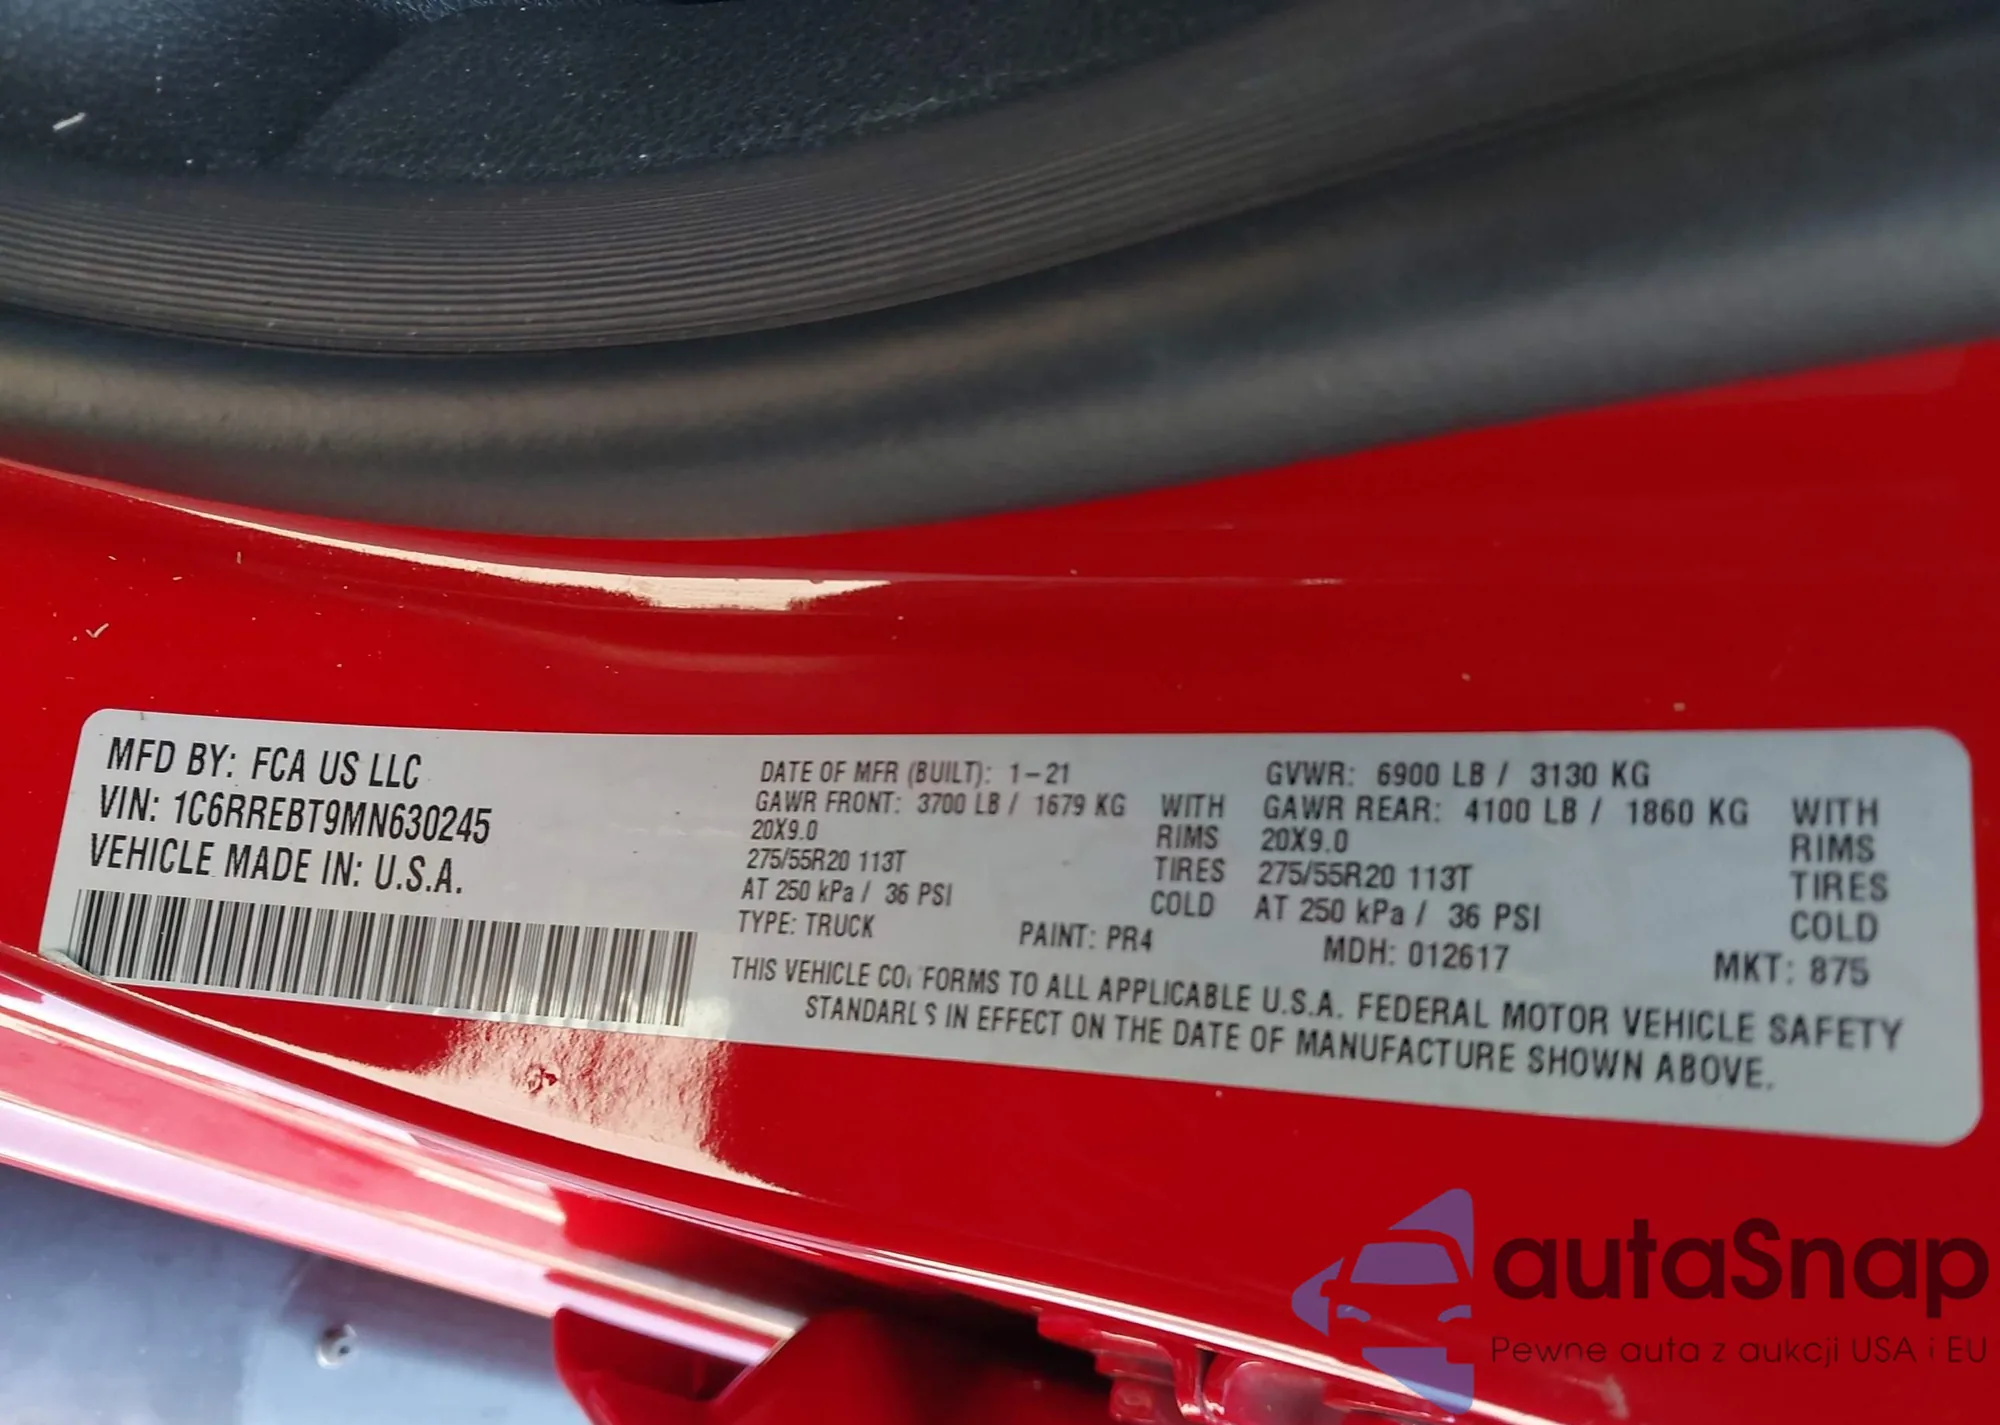 MFD BY: FCA US LLC
VIN: 1C6RREBT9MN630245
VEHICLE MADE IN: U.S.A.
DATE OF MFR (BUILT): 1-21 GVWR: 6900 LB / 3130 KG
GAWR FRONT: 3700 LB / 1679 KG WITH GAWR REAR: 4100 LB / 1860 KG WITH
20X9.0 RIMS 20X9.0 RIMS
275/55R20 113T TIRES 275/55R20 113T TIRES
AT 250 kPa / 36 PSI COLD AT 250 kPa / 36 PSI COLD
TYPE: TRUCK PAINT: PR4 MDH: 012617 MKT: 875
THIS VEHICLE CONFORMS TO ALL APPLICABLE U.S.A. FEDERAL MOTOR VEHICLE SAFETY
STANDARDS IN EFFECT ON THE DATE OF MANUFACTURE SHOWN ABOVE.
autaSnap
Pewne auta z aukcji USA i EU